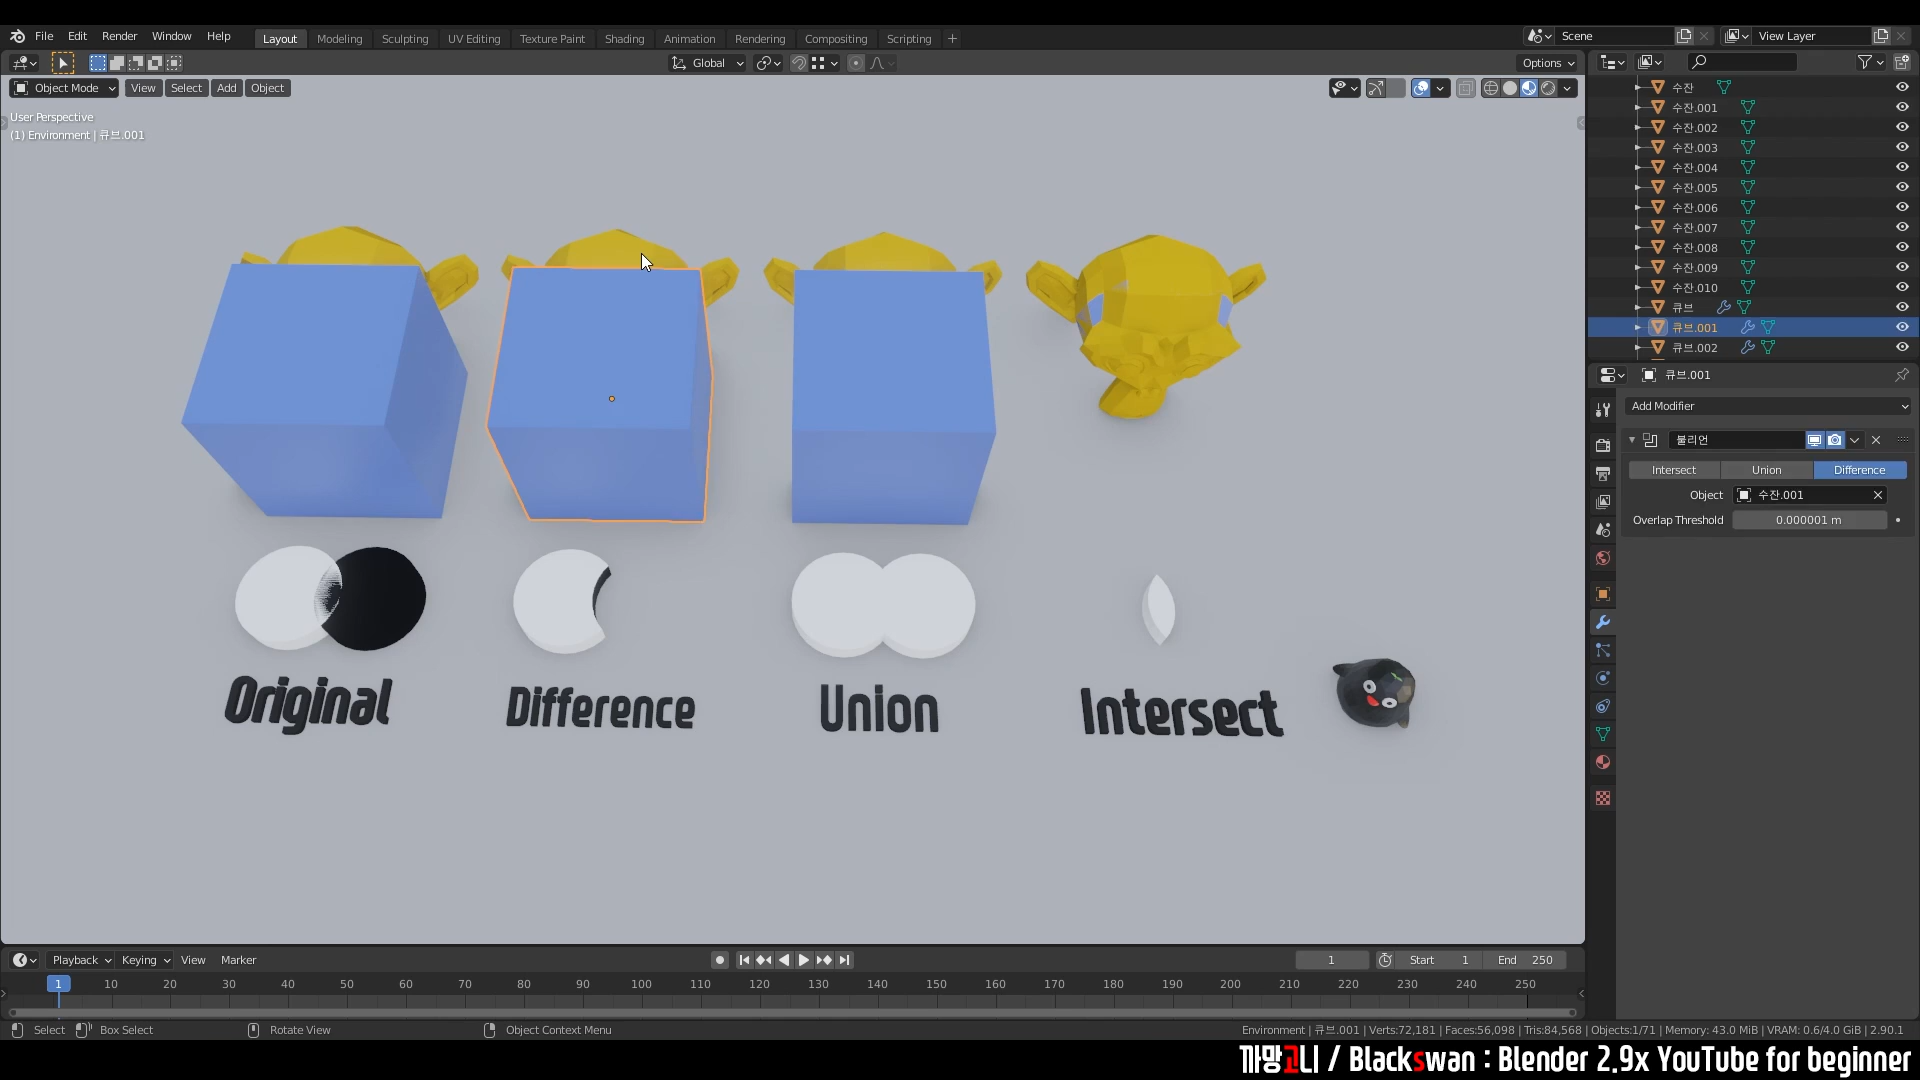 File Edit Render Window Help Layout Modeling Sculpting UV Editing Texture Paint Shading Animation Rendering Compositing Scripting + Scene View Layer
Global Options
Object Mode View Select Add Object
User Perspective
(1) Environment | 큐브.001
수잔
수잔.001
수잔.002
수잔.003
수잔.004
수잔.005
수잔.006
수잔.007
수잔.008
수잔.009
수잔.010
큐브
큐브.001
큐브.002
큐브.001
Add Modifier
불리언
Intersect Union Difference
Object 수잔.001
Overlap Threshold 0.000001 m
Original Difference Union Intersect
Playback Keying View Marker 1 Start 1 End 250
1 10 20 30 40 50 60 70 80 90 100 110 120 130 140 150 160 170 180 190 200 210 220 230 240 250
Select Box Select Rotate View Object Context Menu Environment | 큐브.001 | Verts:72,181 | Faces:56,098 | Tris:84,568 | Objects:1/71 | Memory: 43.0 MiB | VRAM: 0.6/4.0 GiB | 2.90.1
까망고니 / Blackswan : Blender 2.9x YouTube for beginner